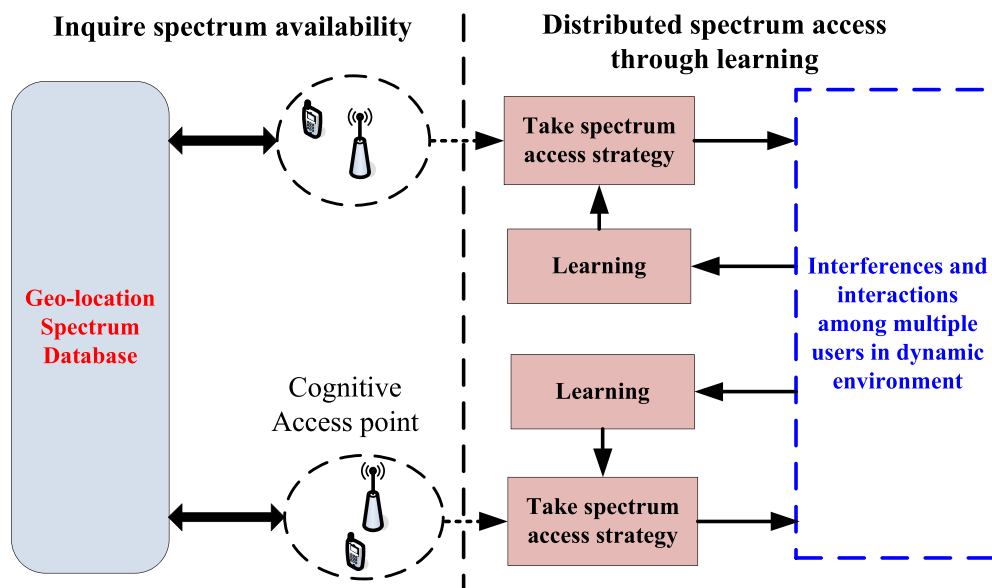 Inquire spectrum availability
Distributed spectrum access
through learning
Take spectrum
access strategy
Learning
Geo-location
Spectrum
Database
Interferences and
interactions
among multiple
users in dynamic
environment
Learning
Cognitive
Access point
Take spectrum
access strategy